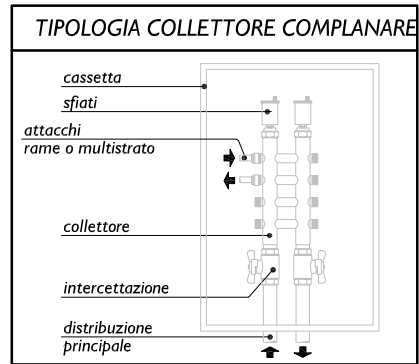 TIPOLOGIA COLLETTORE COMPLANARE
cassetta
sfiati
attacchi
rame o multistrato
collettore
intercettazione
distribuzione
principale